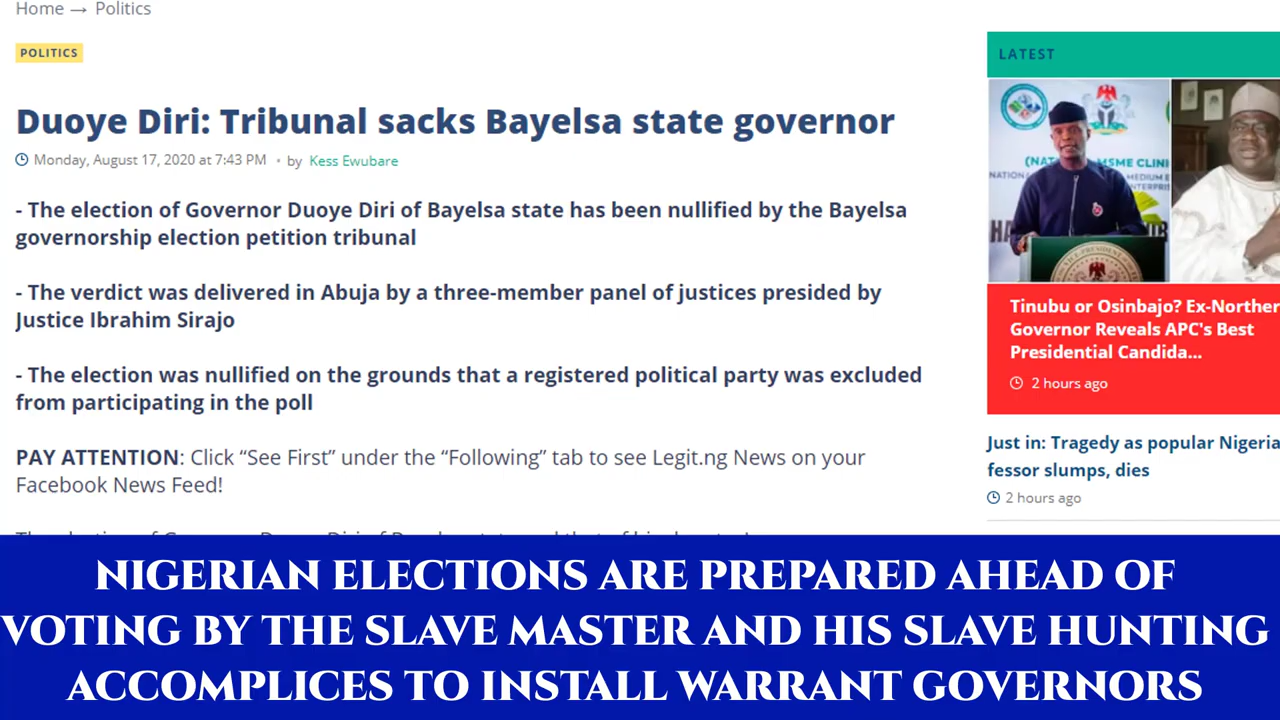 Home → Politics
POLITICS
Duoye Diri: Tribunal sacks Bayelsa state governor
Monday, August 17, 2020 at 7:43 PM • by Kess Ewubare
- The election of Governor Duoye Diri of Bayelsa state has been nullified by the Bayelsa
governorship election petition tribunal
- The verdict was delivered in Abuja by a three-member panel of justices presided by
Justice Ibrahim Sirajo
- The election was nullified on the grounds that a registered political party was excluded
from participating in the poll
PAY ATTENTION: Click “See First” under the “Following” tab to see Legit.ng News on your
Facebook News Feed!
LATEST
(NAT MSME CLINI
Tinubu or Osinbajo? Ex-Norther
Governor Reveals APC's Best
Presidential Candida...
2 hours ago
Just in: Tragedy as popular Nigeria
fessor slumps, dies
2 hours ago
NIGERIAN ELECTIONS ARE PREPARED AHEAD OF
VOTING BY THE SLAVE MASTER AND HIS SLAVE HUNTING
ACCOMPLICES TO INSTALL WARRANT GOVERNORS